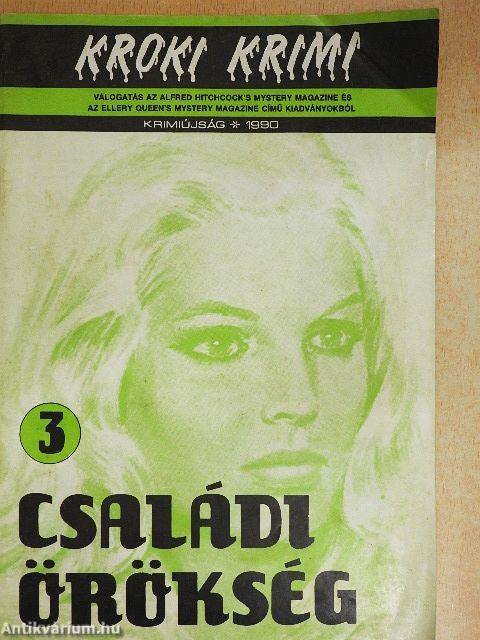 KROKI KRIMI
VÁLOGATÁS AZ ALFRED HITCHCOCK'S MYSTERY MAGAZINE ÉS
AZ ELLERY QUEEN'S MYSTERY MAGAZINE CÍMŰ KIADVÁNYOKBÓL
KRIMIÚJSÁG * 1990
3
CSALÁDI
ÖRÖKSÉG
Antikvárium.hu